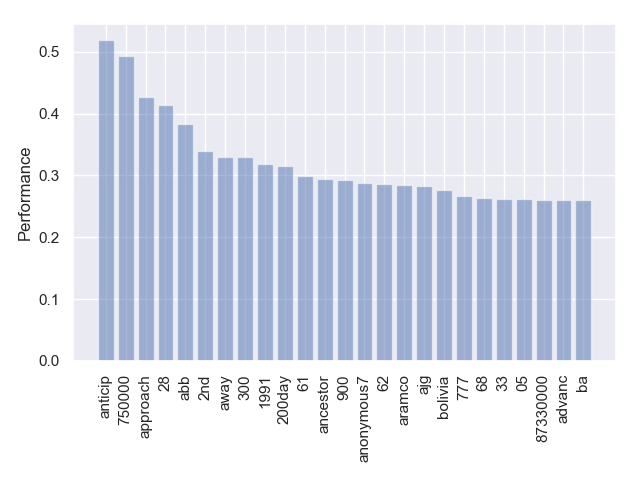 0.5
0.4
0.3
0.2
0.1
0.0
Performance
anticip
750000
approach
28
abb
2nd
away
300
1991
200day
61
ancestor
900
anonymous7
62
aramco
ajg
bolivia
777
68
33
05
87330000
advanc
ba